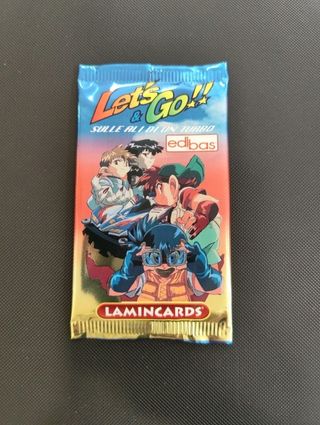 Let's
& Go!!
SULLE ALI DI UN TURBO
edibas
LAMINCARDS®